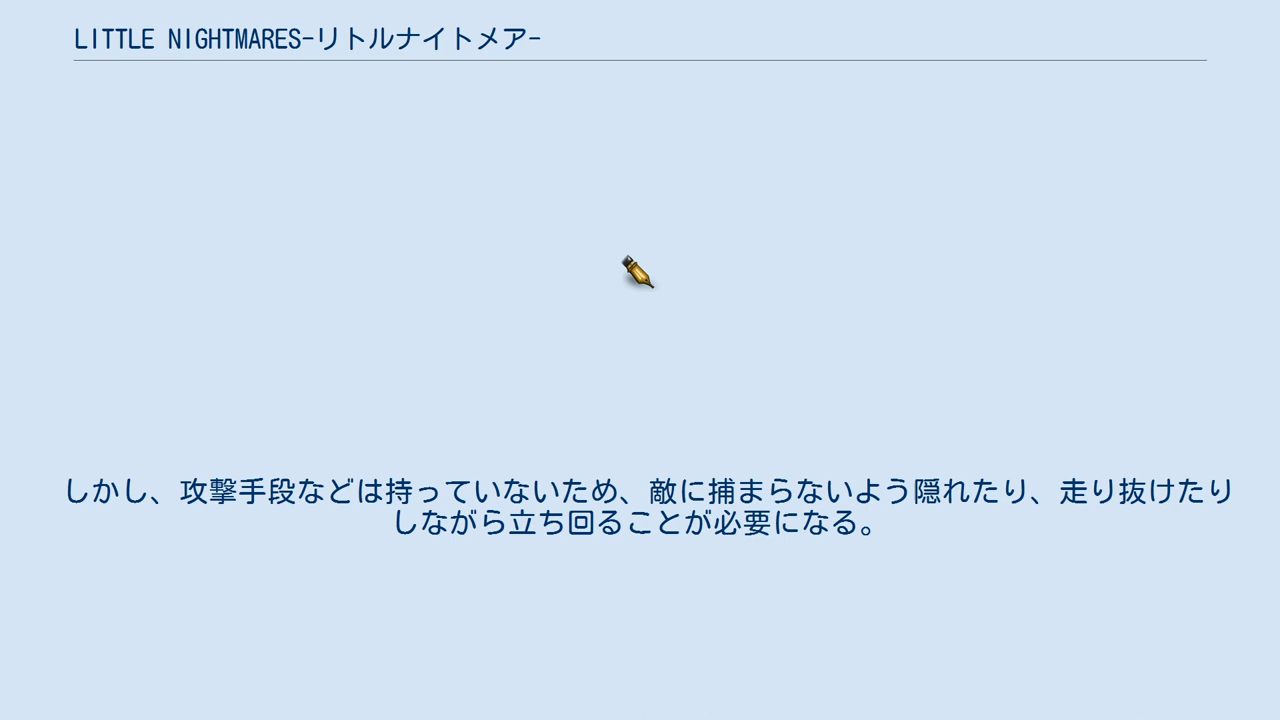 LITTLE NIGHTMARES-リトルナイトメア-
しかし、攻撃手段などは持っていないため、敵に捕まらないよう隠れたり、走り抜けたり
しながら立ち回ることが必要になる。